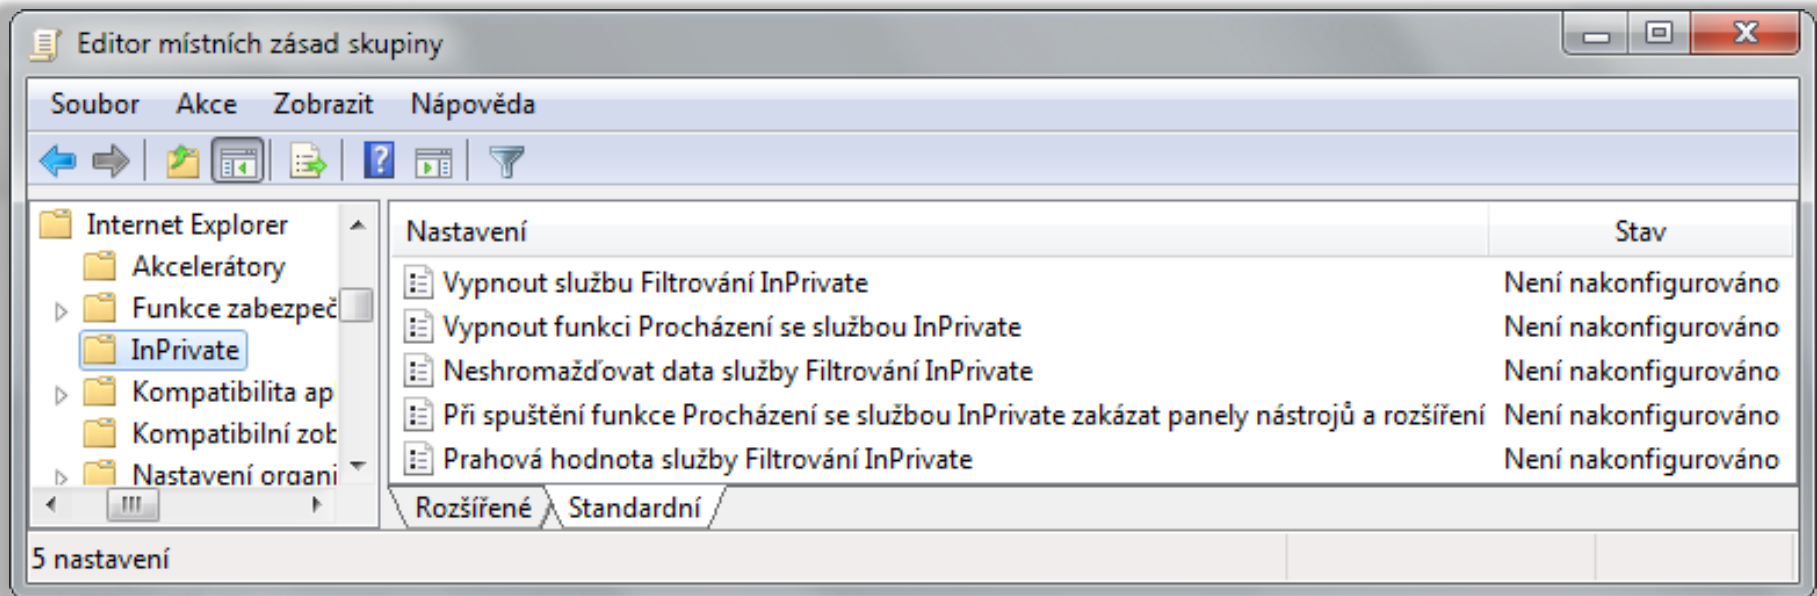 Editor místních zásad skupiny
Soubor Akce Zobrazit Nápověda
Internet Explorer
Akcelerátory
Funkce zabezpeč
InPrivate
Kompatibilita ap
Kompatibilní zob
Nastavení organi
Nastavení Stav
Vypnout službu Filtrování InPrivate Není nakonfigurováno
Vypnout funkci Procházení se službou InPrivate Není nakonfigurováno
Neshromažďovat data služby Filtrování InPrivate Není nakonfigurováno
Při spuštění funkce Procházení se službou InPrivate zakázat panely nástrojů a rozšíření Není nakonfigurováno
Prahová hodnota služby Filtrování InPrivate Není nakonfigurováno
Rozšířené Standardní
5 nastavení